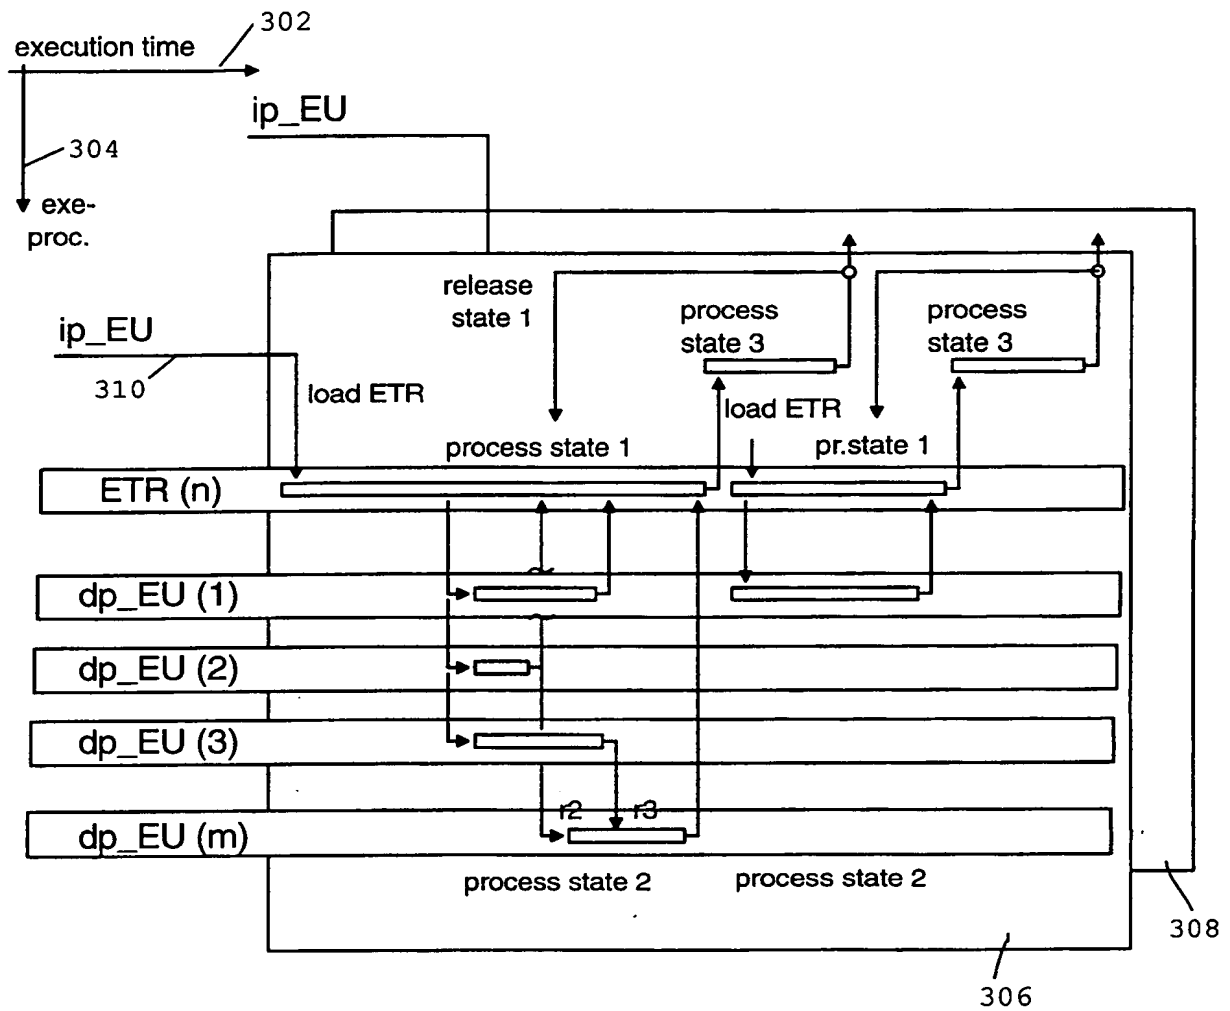 302
execution time
ip_EU
304
exe-
proc.
release
state 1
process
state 3
process
state 3
ip_EU
310
load ETR
load ETR
process state 1
pr.state 1
ETR (n)
dp_EU (1)
dp_EU (2)
dp_EU (3)
r2
r3
dp_EU (m)
process state 2
process state 2
308
306